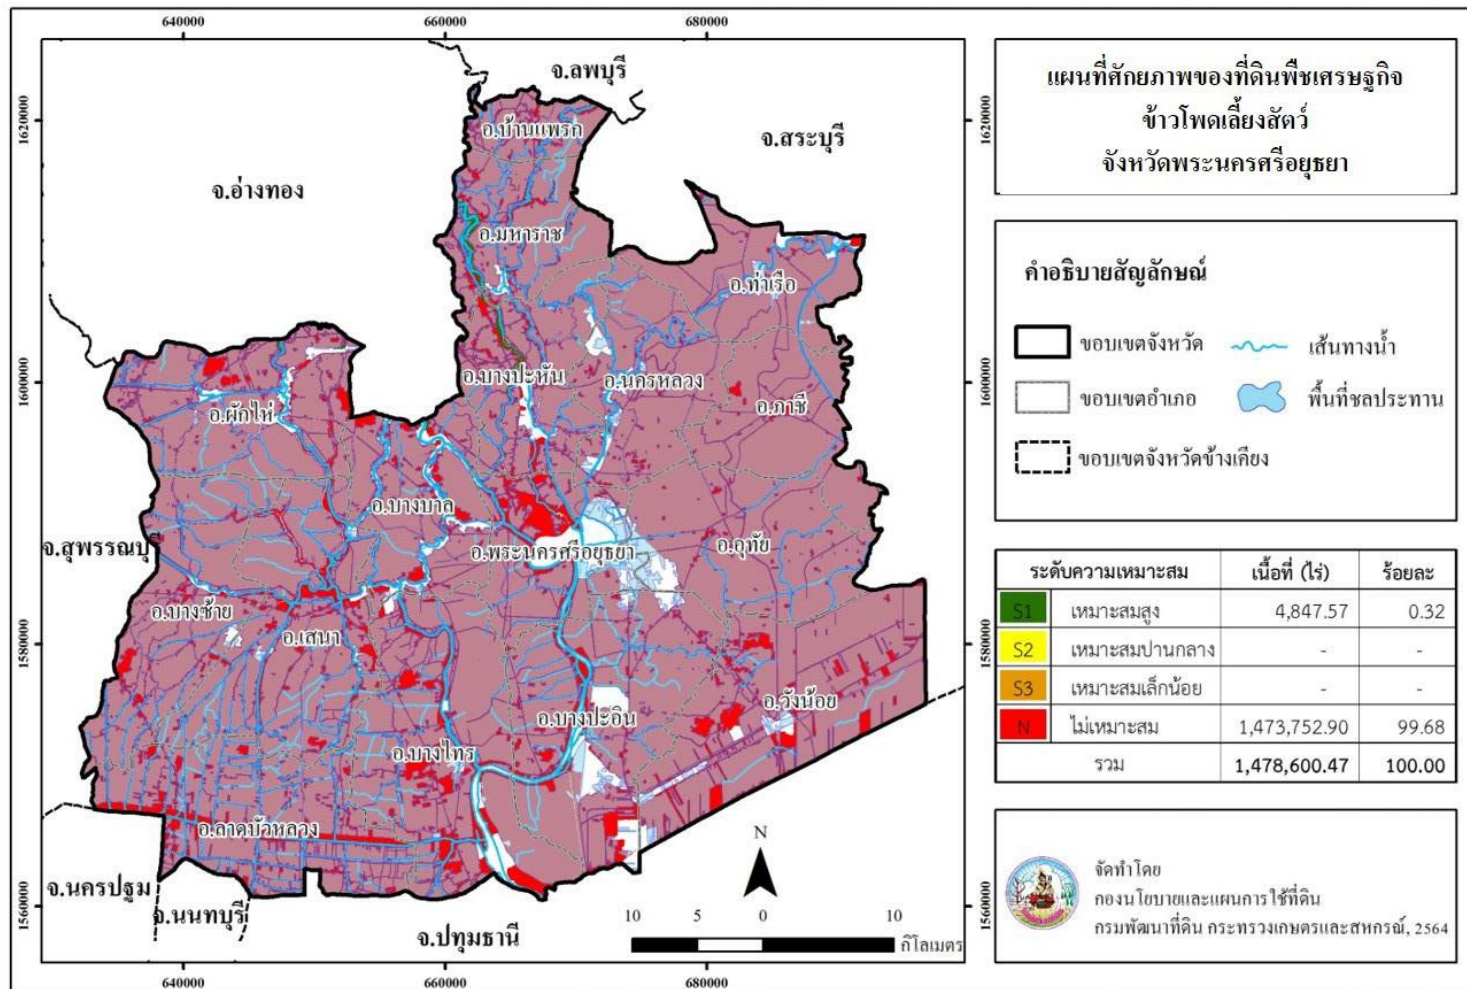 640000
660000
680000
แผนที่ศักยภาพของที่ดินพืชเศรษฐกิจ
ข้าวโพดเลี้ยงสัตว์
จังหวัดพระนครศรีอยุธยา
จ.ลพบุรี
จ.สระบุรี
จ.อ่างทอง
จ.สุพรรณบุรี
จ.นครปฐม
จ.นนทบุรี
จ.ปทุมธานี
อ.บ้านแพรก
อ.มหาราช
อ.ท่าเรือ
อ.บางปะหัน
อ.นครหลวง
อ.ภาชี
อ.ผักไห่
อ.บางบาล
อ.พระนครศรีอยุธยา
อ.อุทัย
อ.บางซ้าย
อ.เสนา
อ.วังน้อย
อ.บางปะอิน
อ.บางไทร
อ.ลาดบัวหลวง
1620000
1600000
1580000
1560000
1620000
1600000
1580000
1560000
N
10 5 0 10
กิโลเมตร
640000
660000
680000
คำอธิบายสัญลักษณ์
ขอบเขตจังหวัด เส้นทางน้ำ
ขอบเขตอำเภอ พื้นที่ชลประทาน
ขอบเขตจังหวัดข้างเคียง
ระดับความเหมาะสม เนื้อที่ (ไร่) ร้อยละ
S1 เหมาะสมสูง 4,847.57 0.32
S2 เหมาะสมปานกลาง - -
S3 เหมาะสมเล็กน้อย - -
N ไม่เหมาะสม 1,473,752.90 99.68
รวม 1,478,600.47 100.00
จัดทำโดย
กองนโยบายและแผนการใช้ที่ดิน
กรมพัฒนาที่ดิน กระทรวงเกษตรและสหกรณ์, 2564